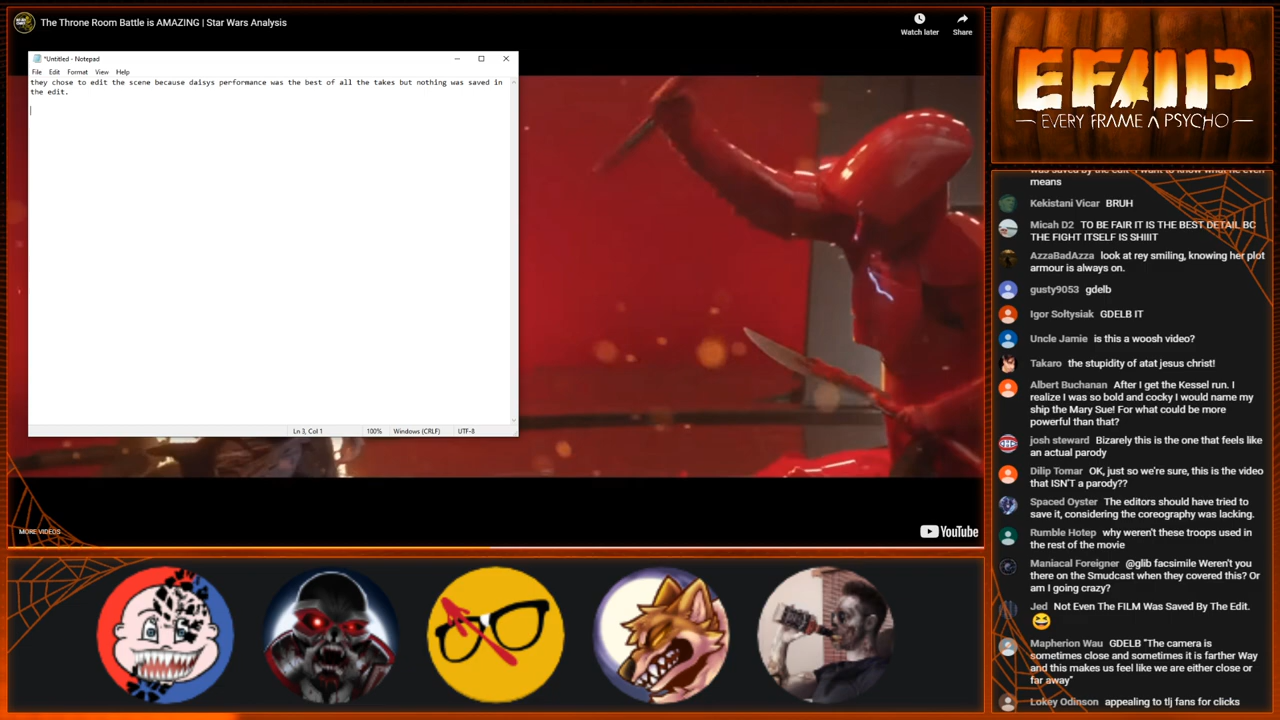 The Throne Room Battle is AMAZING | Star Wars Analysis
Watch later
Share
*Untitled - Notepad
File Edit Format View Help
they chose to edit the scene because daisys performance was the best of all the takes but nothing was saved in
the edit.
Ln 3, Col 1 100% Windows (CRLF) UTF-8
MORE VIDEOS
YouTube
EFAP
EVERY FRAME A PSYCHO
means
Kekistani Vicar BRUH
Micah D2 TO BE FAIR IT IS THE BEST DETAIL BC
THE FIGHT ITSELF IS SHIIIT
AzzaBadAzza look at rey smiling, knowing her plot
armour is always on.
gusty9053 gdelb
Igor Sołtysiak GDELB IT
Uncle Jamie is this a woosh video?
Takaro the stupidity of atat jesus christ!
Albert Buchanan After I get the Kessel run. I
realize I was so bold and cocky I would name my
ship the Mary Sue! For what could be more
powerful than that?
josh steward Bizarely this is the one that feels like
an actual parody
Dilip Tomar OK, just so we're sure, this is the video
that ISN'T a parody??
Spaced Oyster The editors should have tried to
save it, considering the coreography was lacking.
Rumble Hotep why weren't these troops used in
the rest of the movie
Maniacal Foreigner @glib facsimile Weren't you
there on the Smudcast when they covered this? Or
am I going crazy?
Jed Not Even The FILM Was Saved By The Edit.
Mapherion Wau GDELB "The camera is
sometimes close and sometimes it is farther Way
and this makes us feel like we are either close or
far away"
Lokey Odinson appealing to tlj fans for clicks